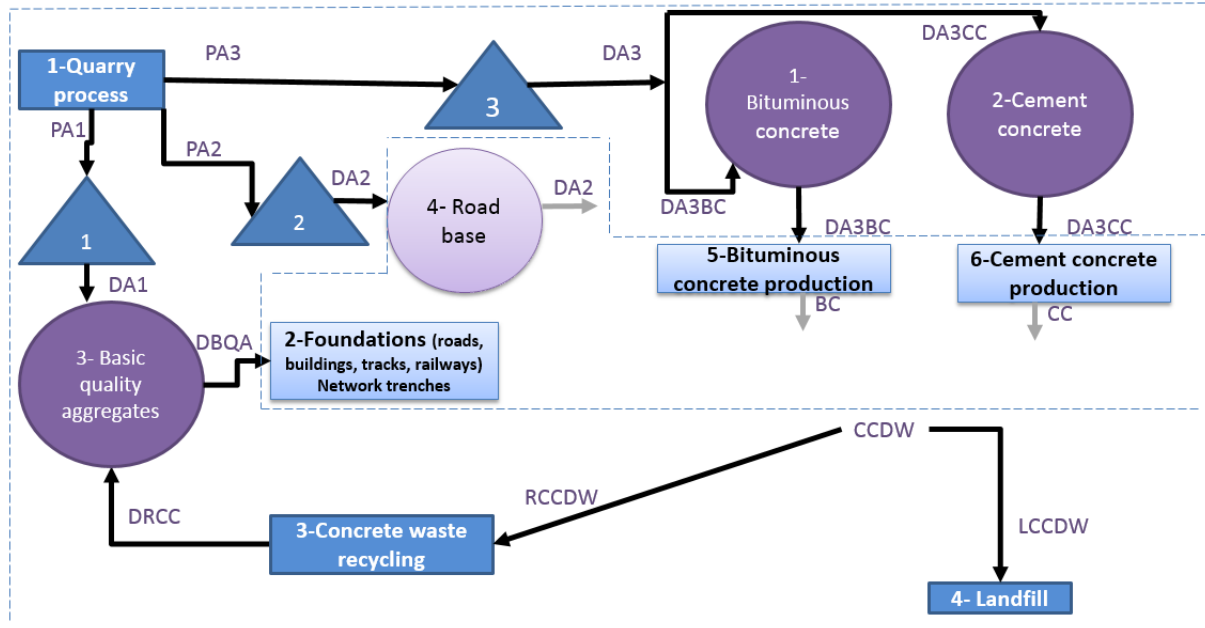 PA3
DA3
DA3CC
1-Quarry
process
3
1-
Bituminous
concrete
2-Cement
concrete
PA1
PA2
DA2
4- Road
base
DA2
DA3BC
1
2
DA3BC
DA3CC
5-Bituminous
concrete production
6-Cement concrete
production
DA1
BC
CC
3- Basic
quality
aggregates
DBQA
2-Foundations (roads,
buildings, tracks, railways)
Network trenches
CCDW
RCCDW
LCCDW
DRCC
3-Concrete waste
recycling
4- Landfill